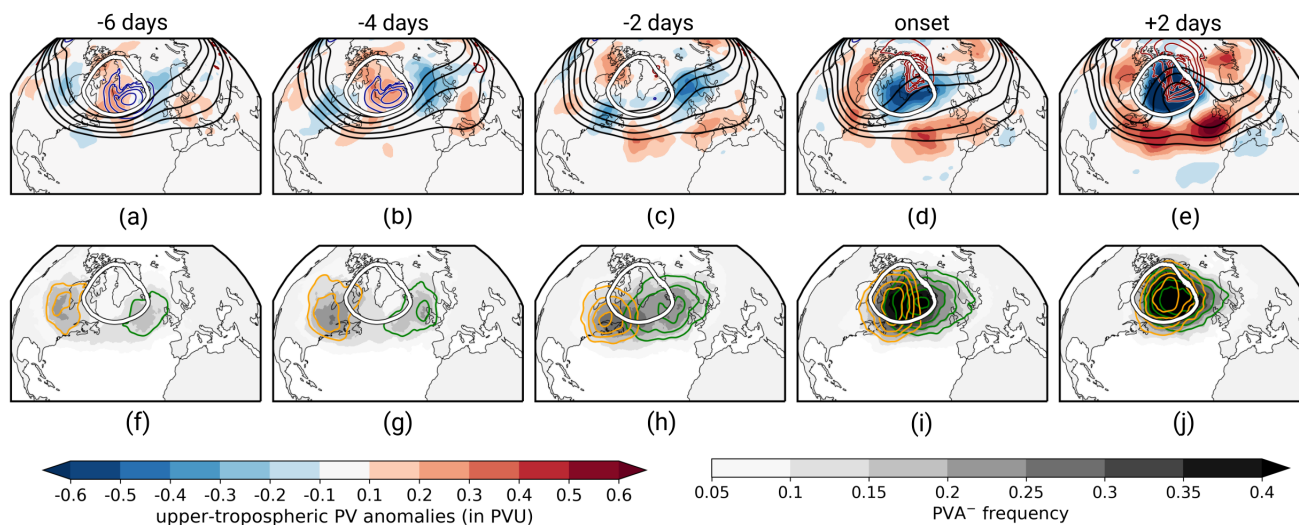 -6 days
-4 days
-2 days
onset
+2 days
(a)
(b)
(c)
(d)
(e)
(f)
(g)
(h)
(i)
(j)
-0.6 -0.5 -0.4 -0.3 -0.2 -0.1 0.1 0.2 0.3 0.4 0.5 0.6
upper-tropospheric PV anomalies (in PVU)
0.05 0.1 0.15 0.2 0.25 0.3 0.35 0.4
PVA⁻ frequency